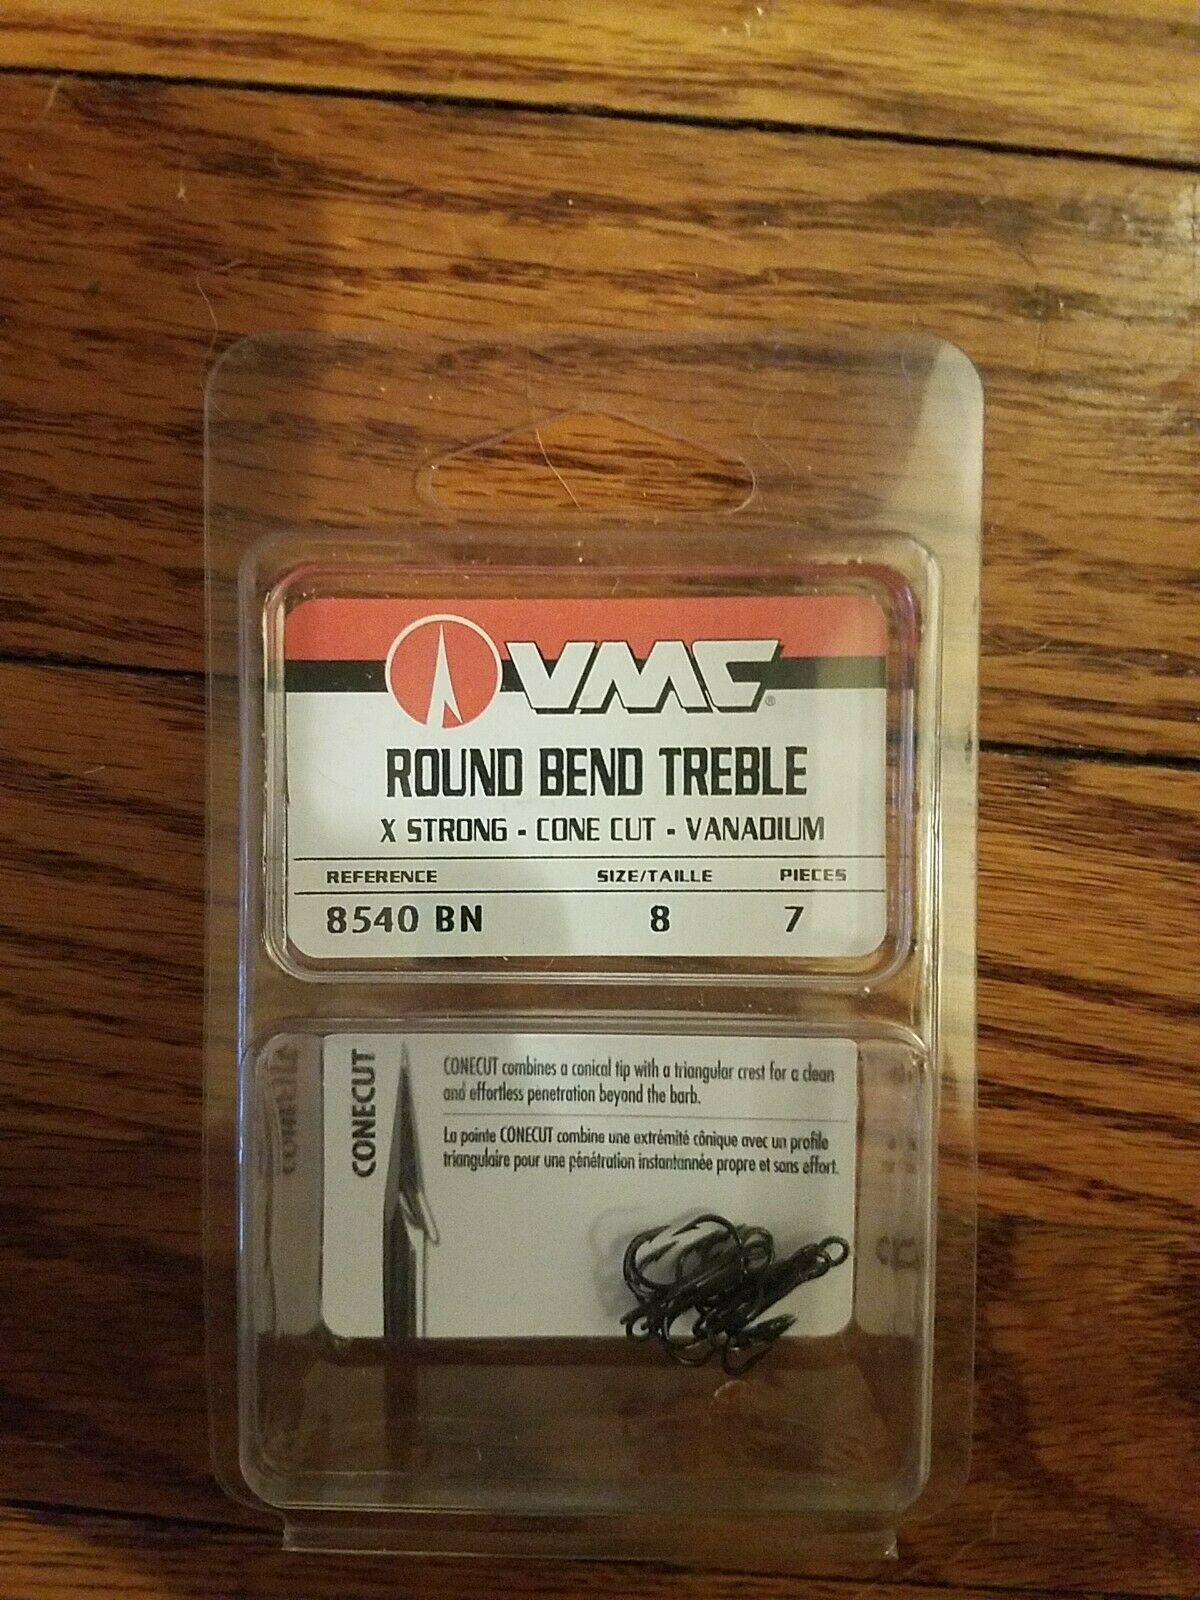 VMC®
ROUND BEND TREBLE
X STRONG - CONE CUT - VANADIUM
REFERENCE SIZE/TAILLE PIECES
8540 BN 8 7
CONECUT
CONECUT combines a conical tip with a triangular crest for a clean
and effortless penetration beyond the barb.
La pointe CONECUT combine une extrémité cônique avec un profile
triangulaire pour une pénétration instantannée propre et sans effort.